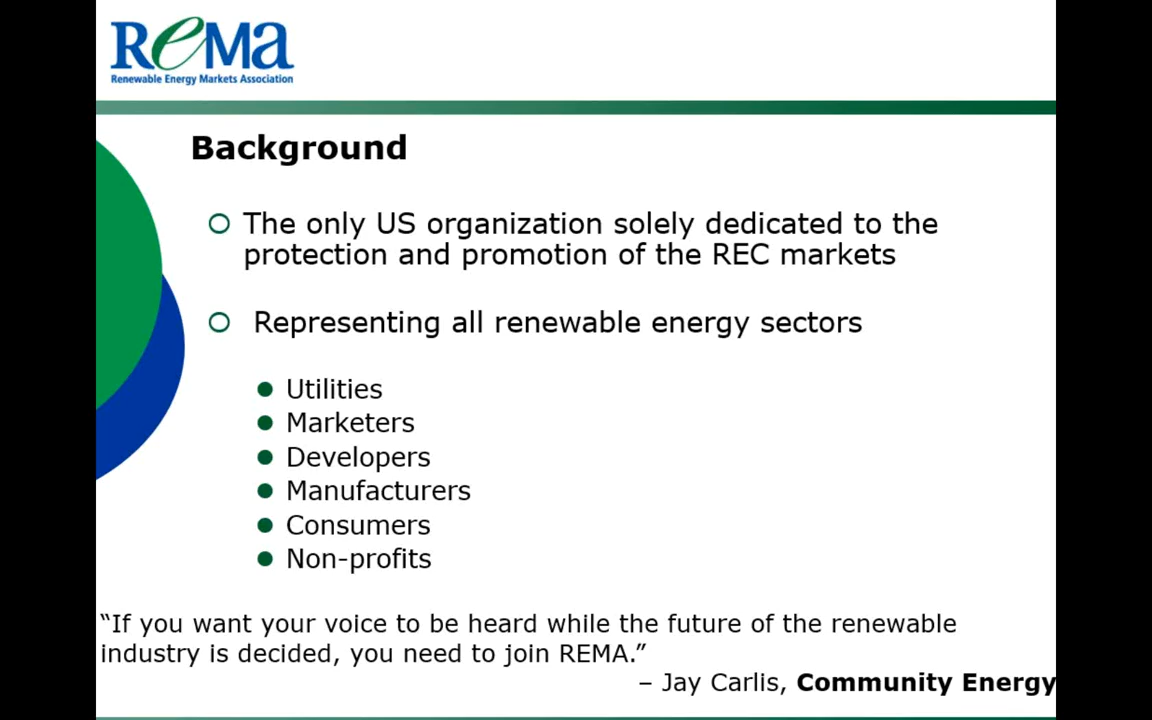 ReMa
Renewable Energy Markets Association
Background
The only US organization solely dedicated to the
protection and promotion of the REC markets
Representing all renewable energy sectors
Utilities
Marketers
Developers
Manufacturers
Consumers
Non-profits
“If you want your voice to be heard while the future of the renewable
industry is decided, you need to join REMA.”
– Jay Carlis, Community Energy